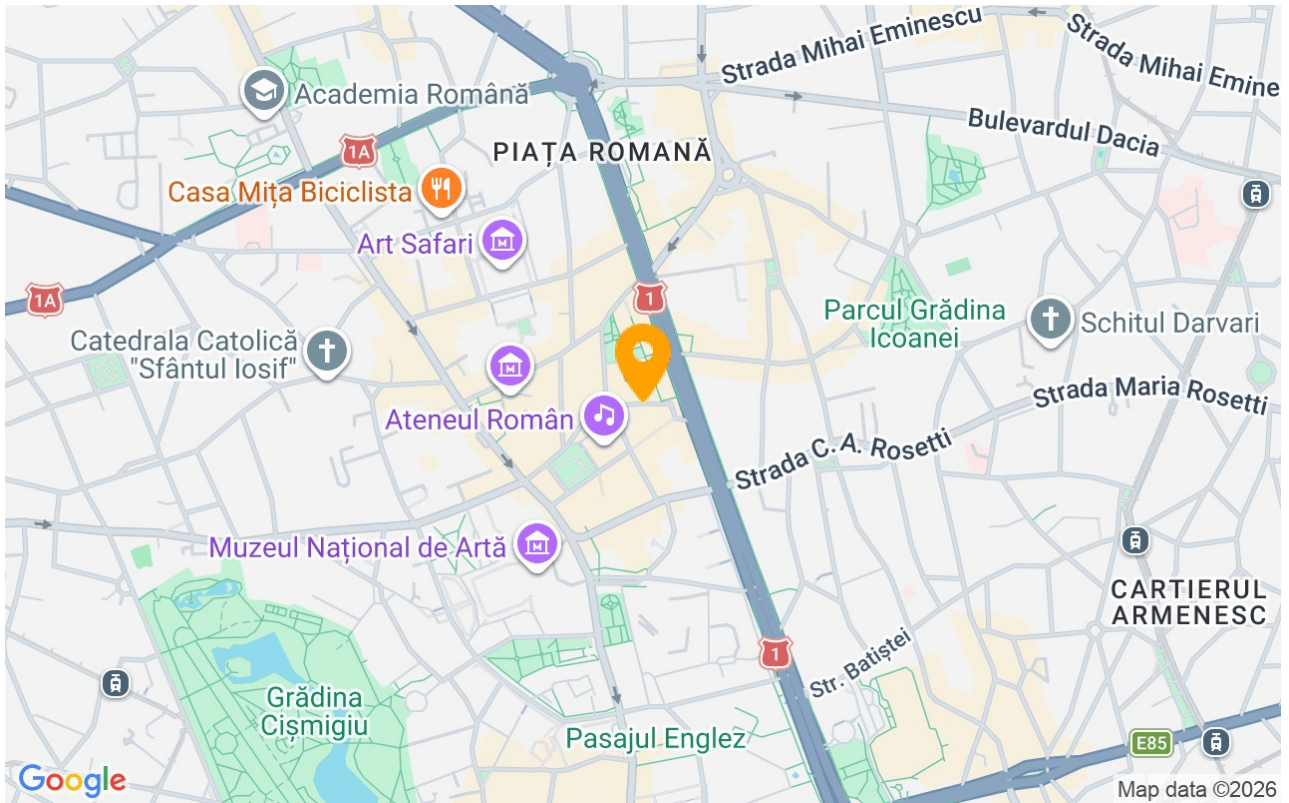 Strada Mihai Eminescu
Strada Mihai Emine
Academia Română
Bulevardul Dacia
1A
PIAȚA ROMANĂ
Casa Mița Biciclista
Art Safari
1A
1
Parcul Grădina
Icoanei
Schitul Darvari
Catedrala Catolică
"Sfântul Iosif"
Strada Maria Rosetti
Ateneul Român
Strada C. A. Rosetti
Muzeul Național de Artă
CARTIERUL
ARMENESC
1
Str. Batiștei
Grădina
Cișmigiu
Pasajul Englez
E85
Google
Map data ©2026